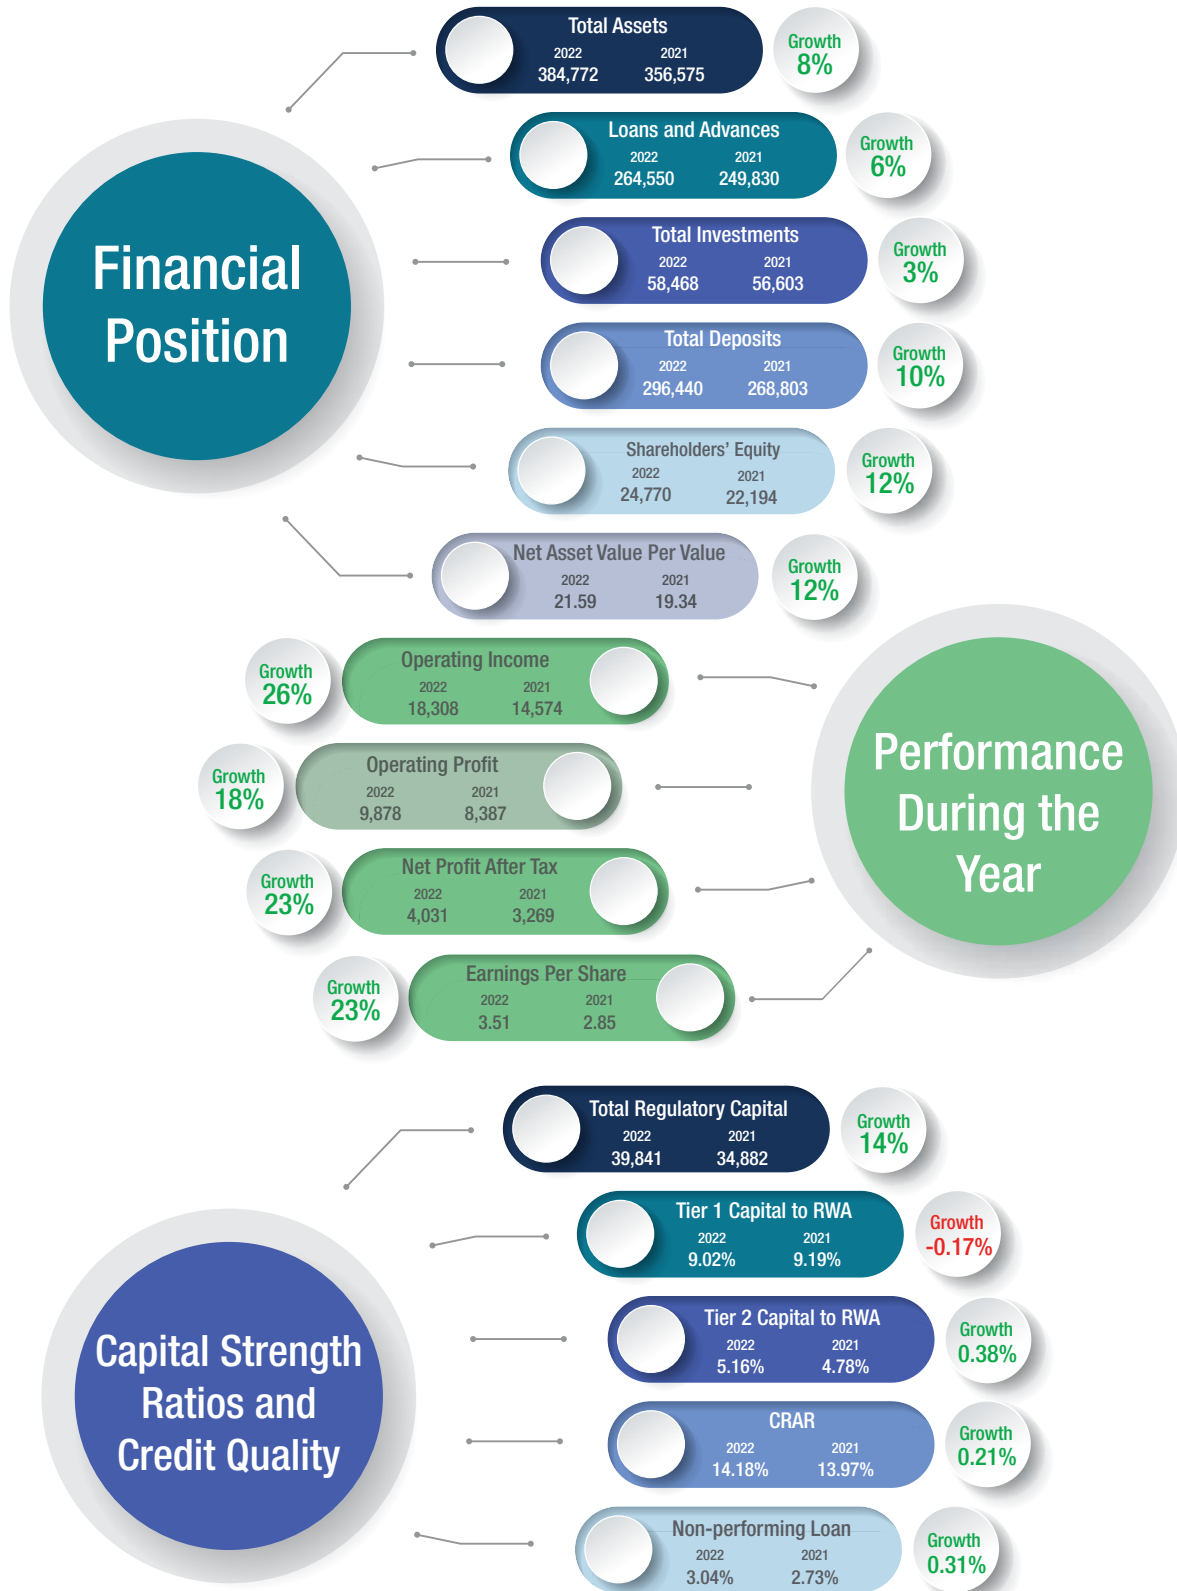 Financial
Position
Total Assets
2022 2021
384,772 356,575
Growth
8%
Loans and Advances
2022 2021
264,550 249,830
Growth
6%
Total Investments
2022 2021
58,468 56,603
Growth
3%
Total Deposits
2022 2021
296,440 268,803
Growth
10%
Shareholders' Equity
2022 2021
24,770 22,194
Growth
12%
Net Asset Value Per Value
2022 2021
21.59 19.34
Growth
12%
Performance
During the
Year
Growth
26%
Operating Income
2022 2021
18,308 14,574
Growth
18%
Operating Profit
2022 2021
9,878 8,387
Growth
23%
Net Profit After Tax
2022 2021
4,031 3,269
Growth
23%
Earnings Per Share
2022 2021
3.51 2.85
Capital Strength
Ratios and
Credit Quality
Total Regulatory Capital
2022 2021
39,841 34,882
Growth
14%
Tier 1 Capital to RWA
2022 2021
9.02% 9.19%
Growth
-0.17%
Tier 2 Capital to RWA
2022 2021
5.16% 4.78%
Growth
0.38%
CRAR
2022 2021
14.18% 13.97%
Growth
0.21%
Non-performing Loan
2022 2021
3.04% 2.73%
Growth
0.31%